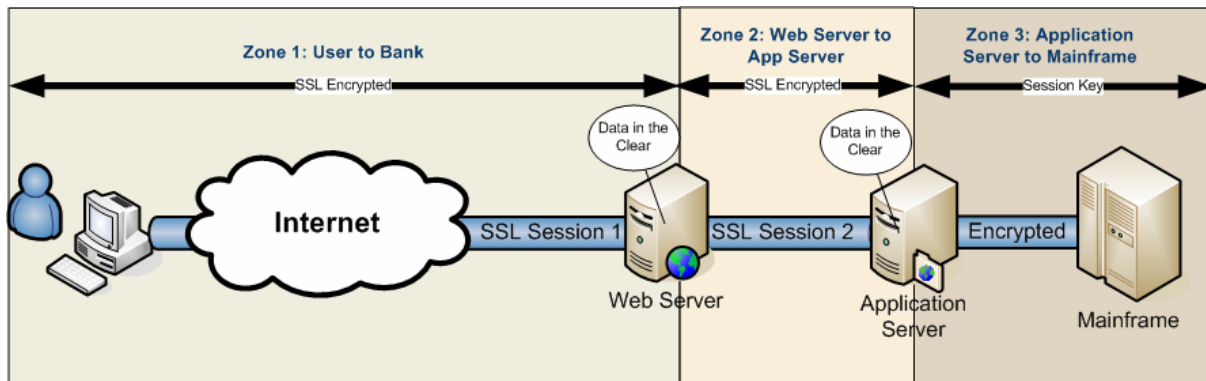 Zone 1: User to Bank
Zone 2: Web Server to
App Server
Zone 3: Application
Server to Mainframe
SSL Encrypted
SSL Encrypted
Session Key
Data in the
Clear
Data in the
Clear
Internet
SSL Session 1
SSL Session 2
Encrypted
Web Server
Application
Server
Mainframe